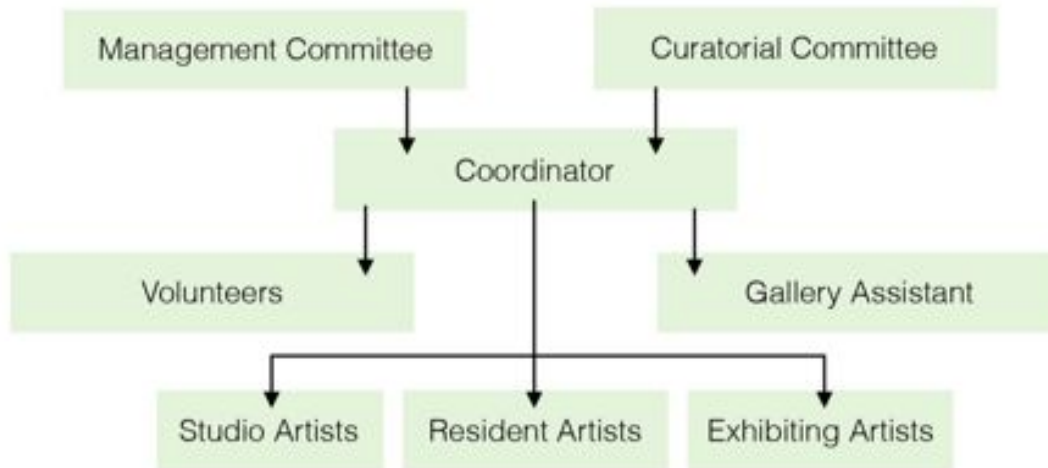 Management Committee
Curatorial Committee
Coordinator
Volunteers
Gallery Assistant
Studio Artists
Resident Artists
Exhibiting Artists